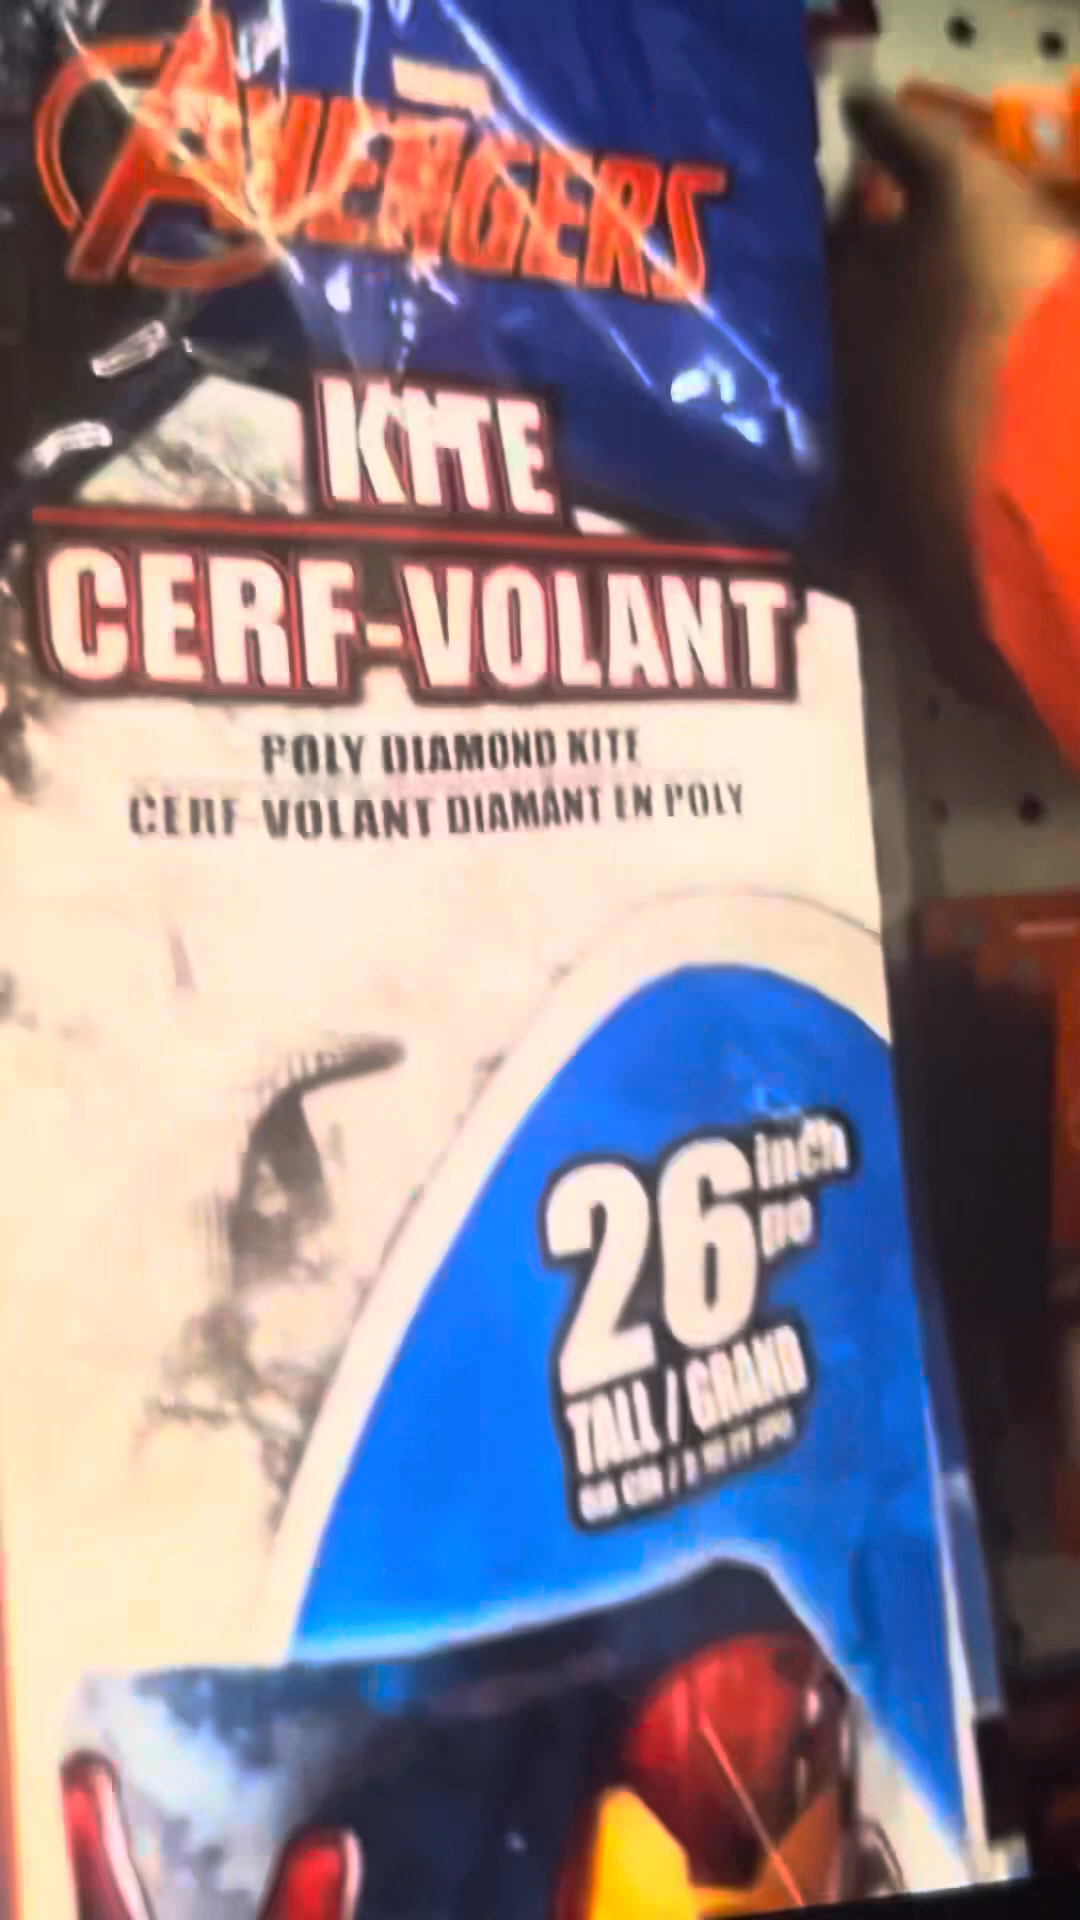 AVENGERS
KITE
CERF-VOLANT
POLY DIAMOND KITE
CERF-VOLANT DIAMANT EN POLY
26 inch
po
TALL / GRAND